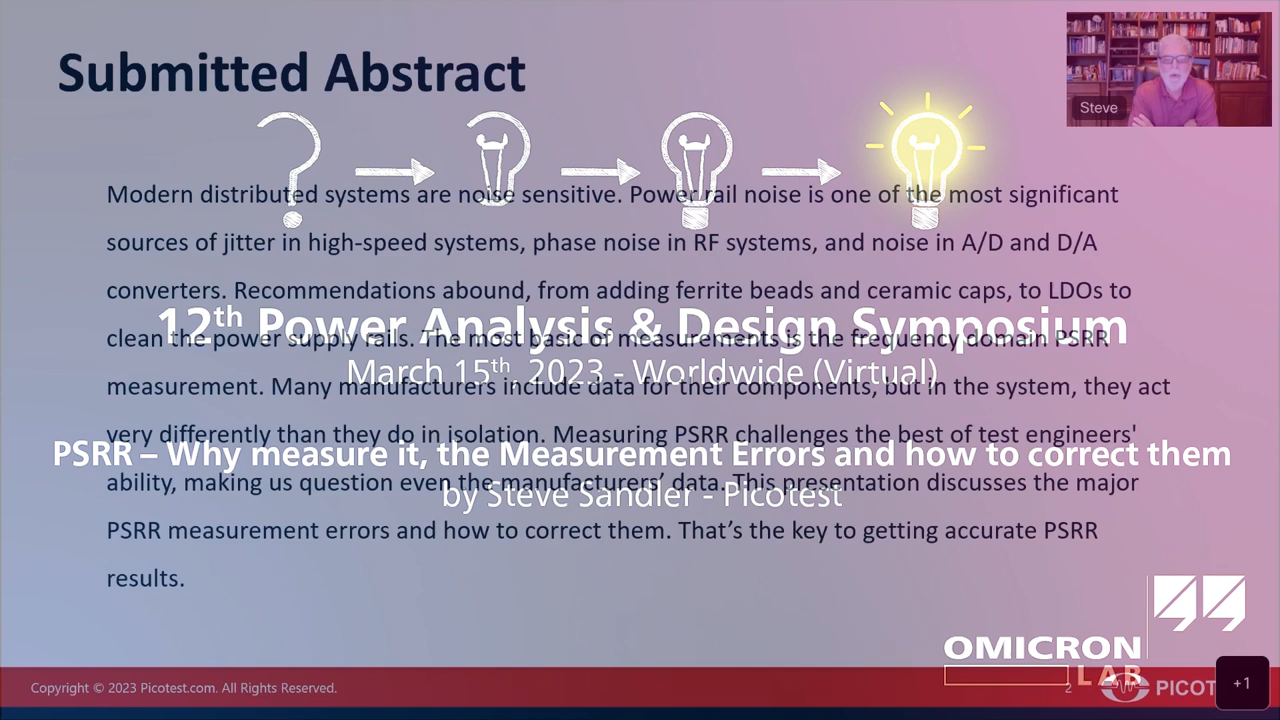 Submitted Abstract
Steve
Modern distributed systems are noise sensitive. Power rail noise is one of the most significant
sources of jitter in high-speed systems, phase noise in RF systems, and noise in A/D and D/A
converters. Recommendations abound, from adding ferrite beads and ceramic caps, to LDOs to
12th Power Analysis & Design Symposium
clean the power supply rails. The most basic of measurements is the frequency domain PSRR
March 15th, 2023 - Worldwide (Virtual)
measurement. Many manufacturers include data for their components, but in the system, they act
very differently than they do in isolation. Measuring PSRR challenges the best of test engineers'
PSRR – Why measure it, the Measurement Errors and how to correct them
ability, making us question even the manufacturers’ data. This presentation discusses the major
by Steve Sandler - Picotest
PSRR measurement errors and how to correct them. That’s the key to getting accurate PSRR
results.
OMICRON
LAB
Copyright © 2023 Picotest.com. All Rights Reserved.
2
PICOT
+1